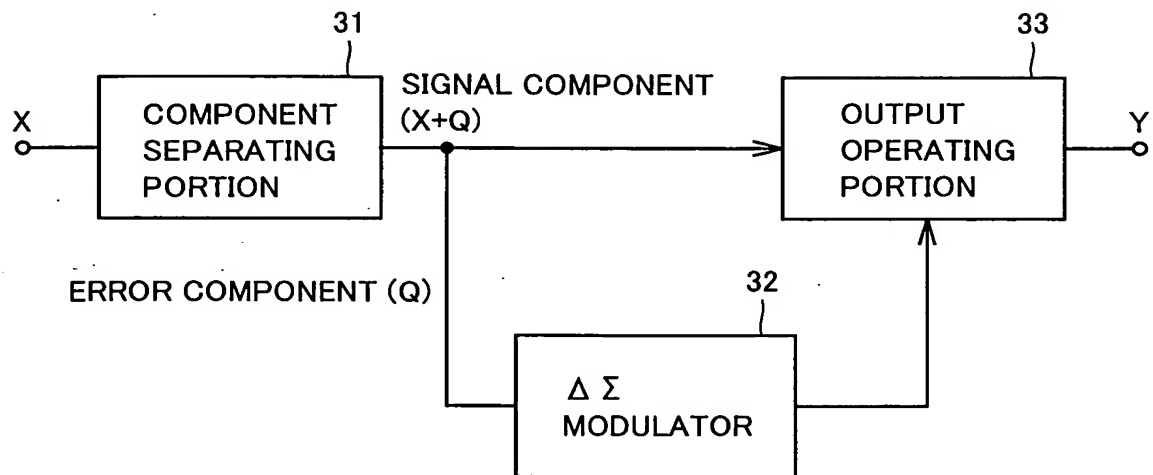 31
33
X
COMPONENT
SEPARATING
PORTION
SIGNAL COMPONENT
(X+Q)
OUTPUT
OPERATING
PORTION
Y
ERROR COMPONENT (Q)
32
Δ Σ
MODULATOR